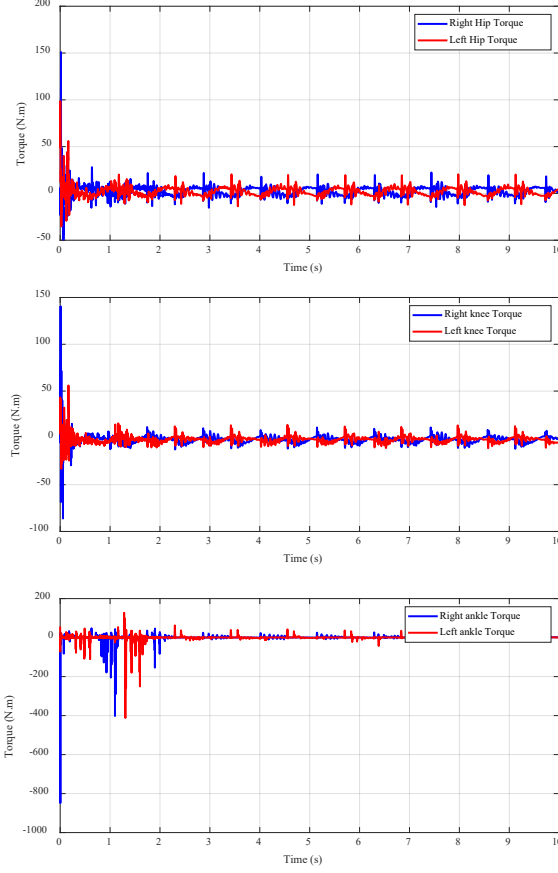 200
150
100
50
0
-50
Torque (N.m)
Right Hip Torque
Left Hip Torque
0 1 2 3 4 5 6 7 8 9 10
Time (s)
150
100
50
0
-50
-100
Torque (N.m)
Right knee Torque
Left knee Torque
0 1 2 3 4 5 6 7 8 9 10
Time (s)
200
0
-200
-400
-600
-800
-1000
Torque (N.m)
Right ankle Torque
Left ankle Torque
0 1 2 3 4 5 6 7 8 9 10
Time (s)